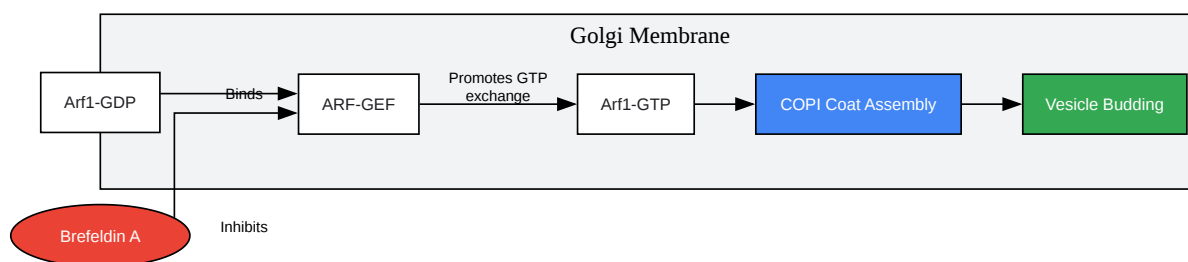 Golgi Membrane
Arf1-GDP
Binds
ARF-GEF
Promotes GTP
exchange
Arf1-GTP
COPI Coat Assembly
Vesicle Budding
Brefeldin A
Inhibits